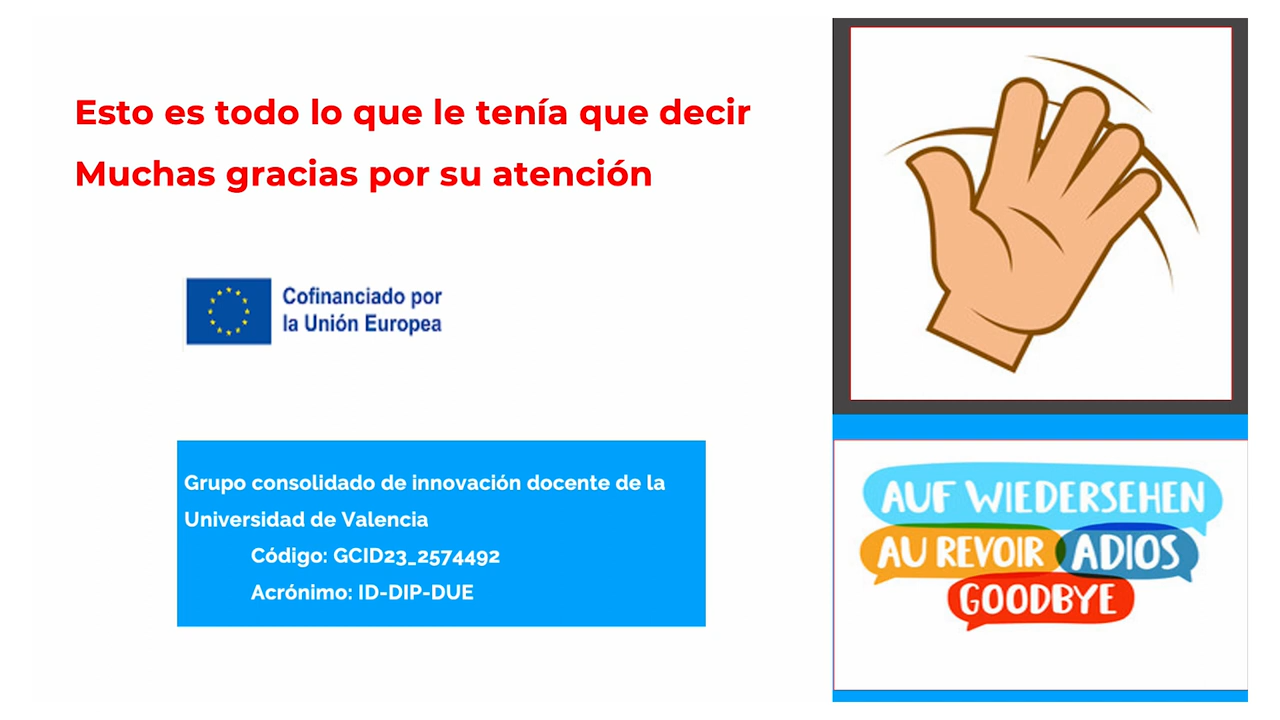 Esto es todo lo que le tenía que decir
Muchas gracias por su atención
Cofinanciado por
la Unión Europea
Grupo consolidado de innovación docente de la
Universidad de Valencia
Código: GCID23_2574492
Acrónimo: ID-DIP-DUE
AUF WIEDERSEHEN
AU REVOIR
ADIOS
GOODBYE